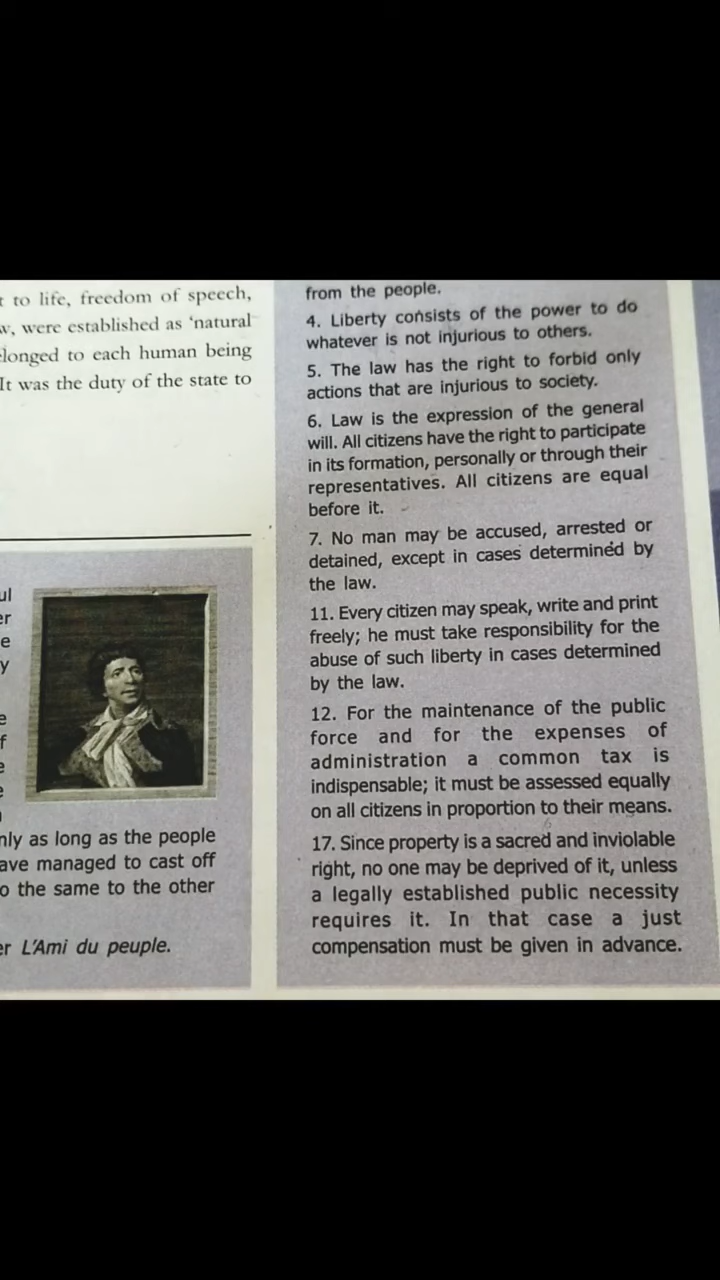 to life, freedom of speech,
were established as ‘natural
each human being
It was the duty of the state to
nly as long as the people
ave managed to cast off
o the same to the other
er L’Ami du peuple.
from the people.
4. Liberty consists of the power to do
whatever is not injurious to others.
5. The law has the right to forbid only
actions that are injurious to society.
6. Law is the expression of the general
will. All citizens have the right to participate
in its formation, personally or through their
representatives. All citizens are equal
before it.
7. No man may be accused, arrested or
detained, except in cases determined by
the law.
11. Every citizen may speak, write and print
freely; he must take responsibility for the
abuse of such liberty in cases determined
by the law.
12. For the maintenance of the public
force and for the expenses of
administration a common tax is
indispensable; it must be assessed equally
on all citizens in proportion to their means.
17. Since property is a sacred and inviolable
right, no one may be deprived of it, unless
a legally established public necessity
requires it. In that case a just
compensation must be given in advance.